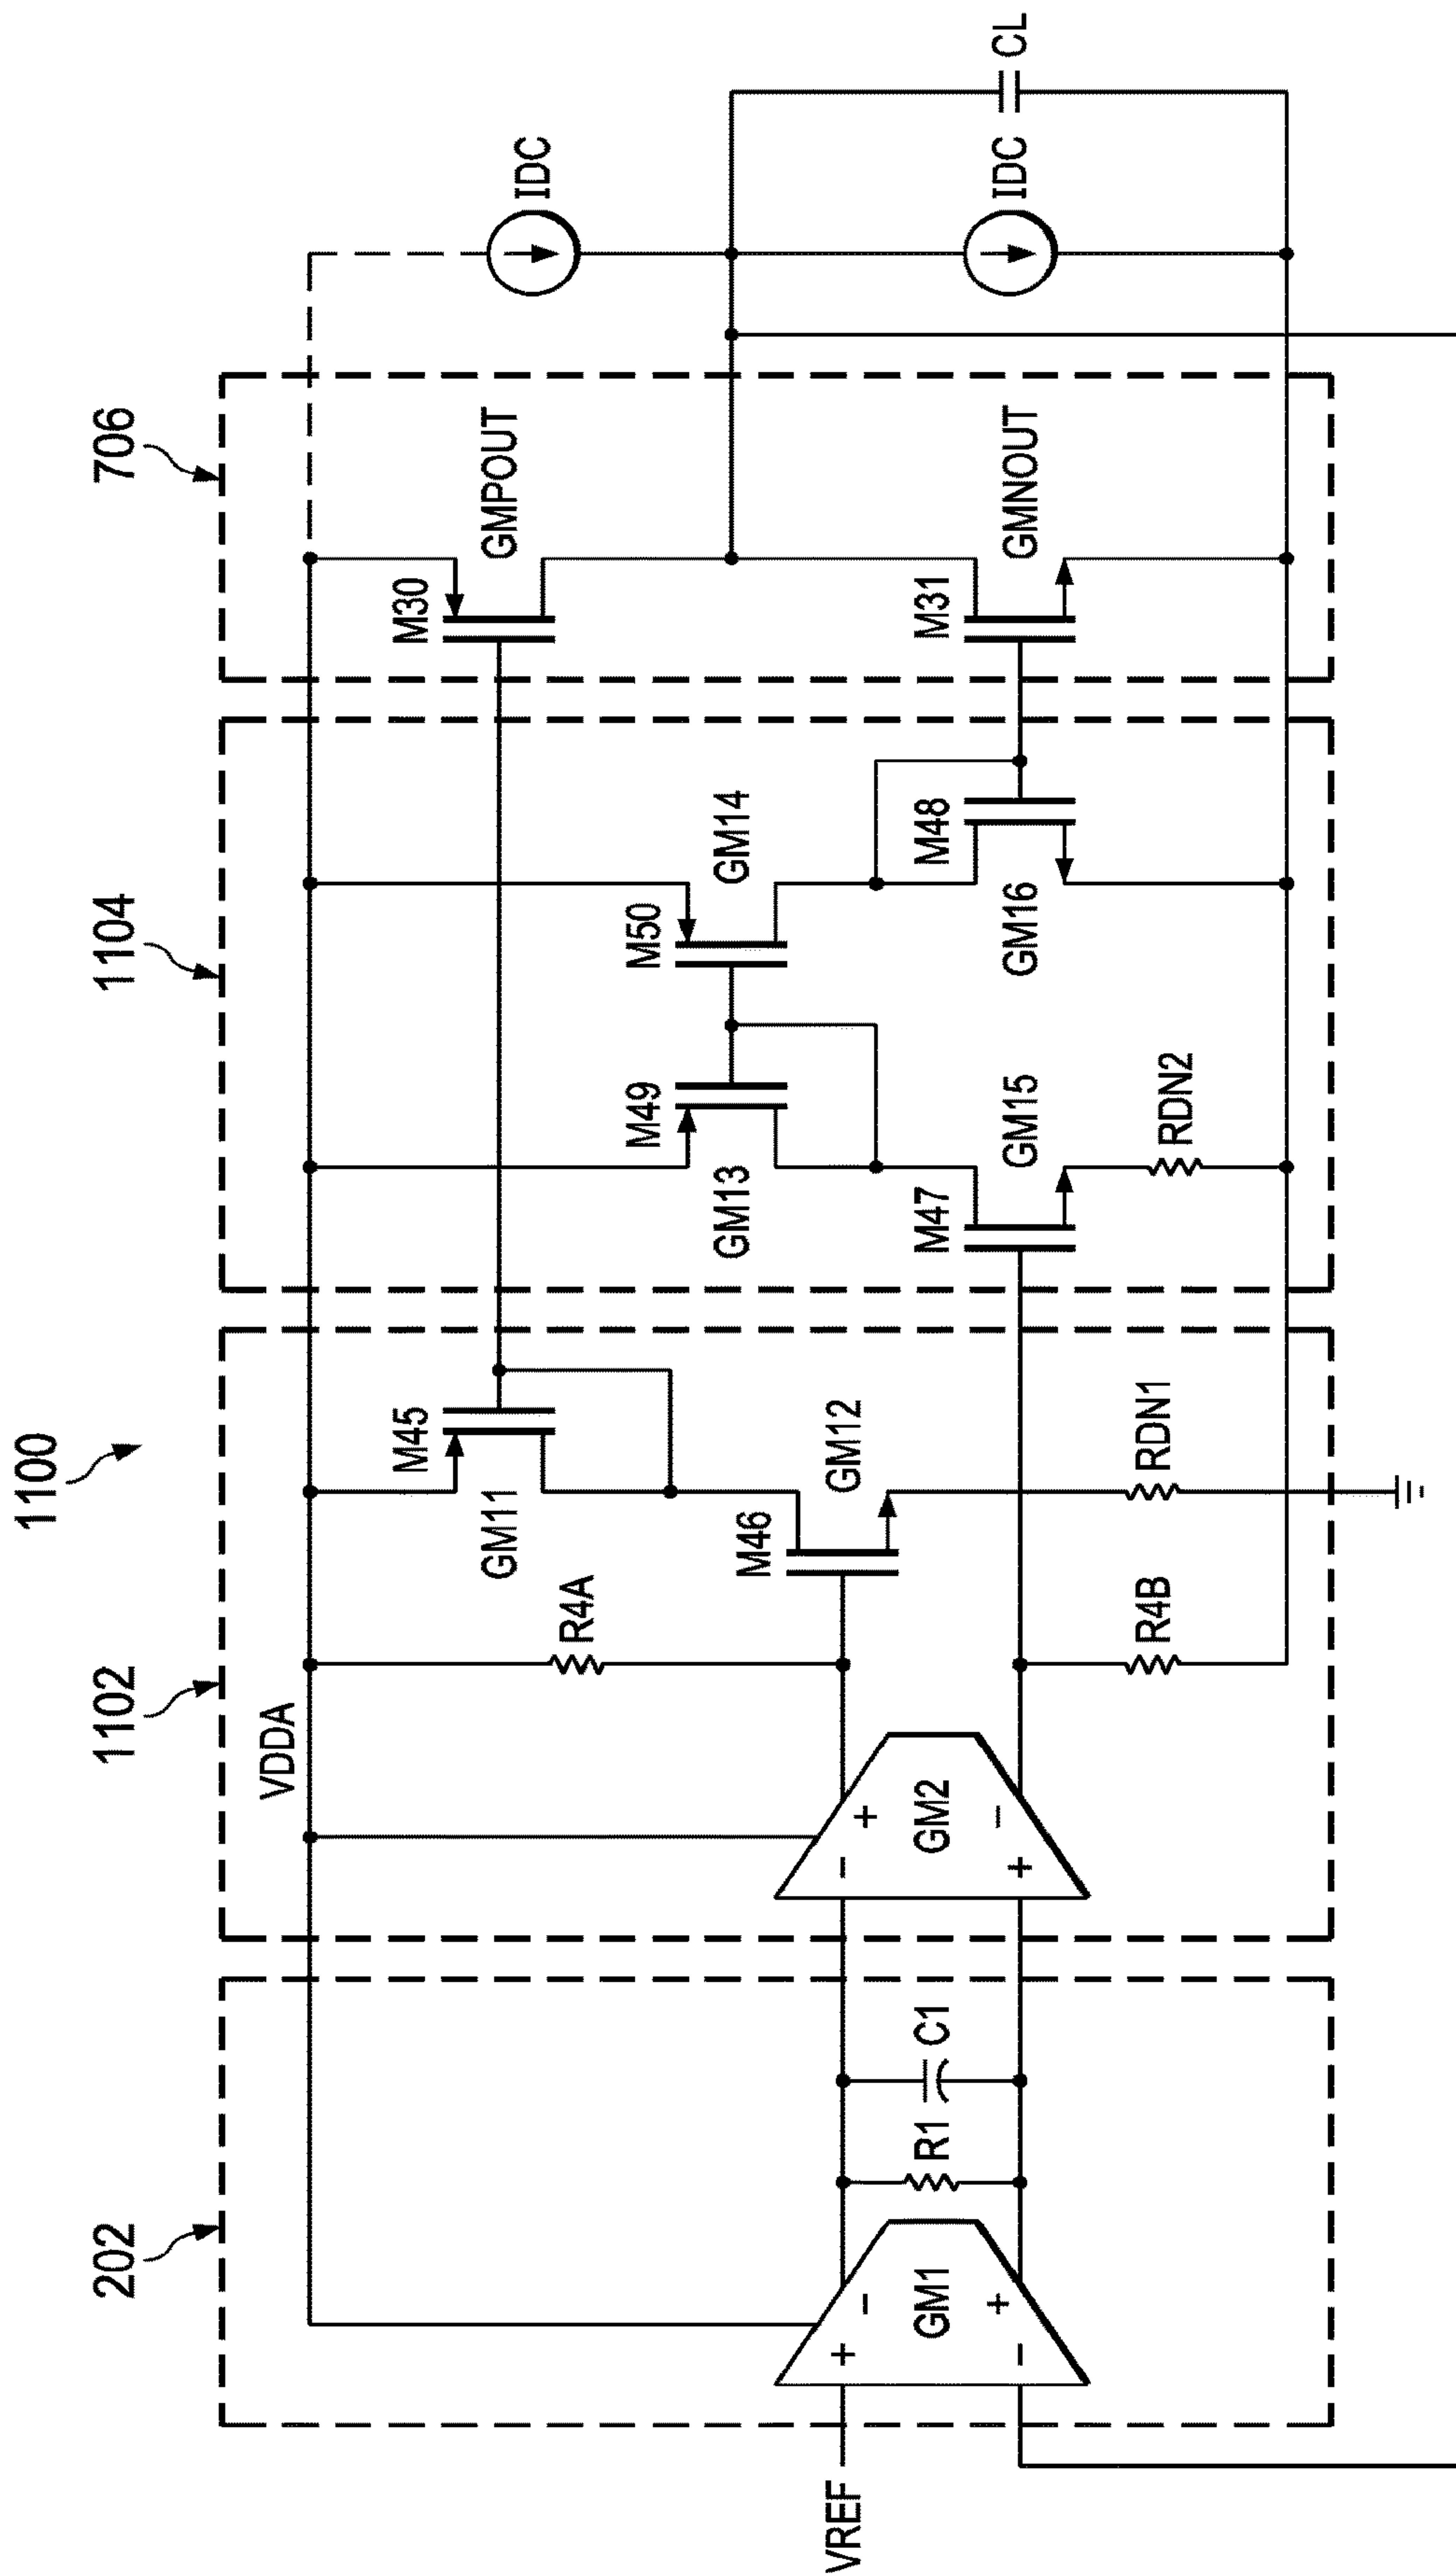 1100
202
1102
1104
706
VDDA
IDC
M45
M30
GM11
GMPOUT
R4A
M49
M50
GM13
GM14
M46
GM12
VREF
+
-
GM1
-
+
R1
C1
-
+
GM2
+
-
M47
GM15
M48
GM16
M31
GMNOUT
IDC
CL
R4B
RDN1
RDN2